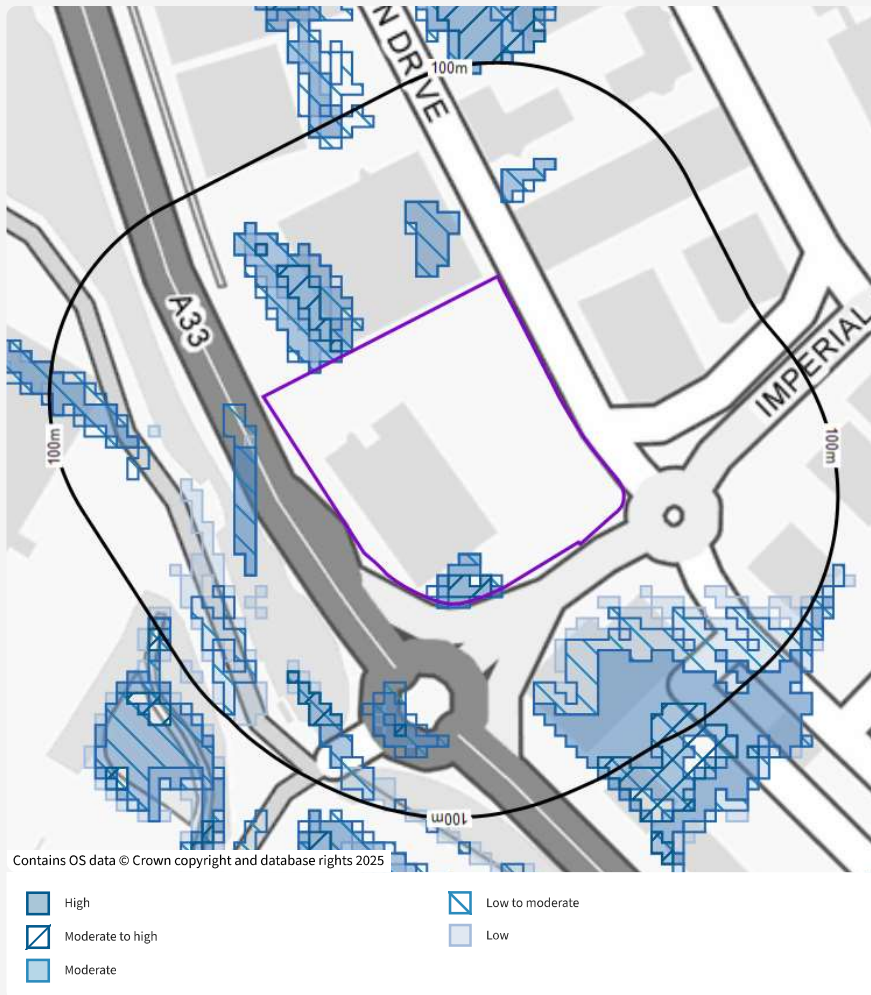 N DRIVE
100m
A33
IMPERIAL
100m
100m
100m
Contains OS data © Crown copyright and database rights 2025
High
Low to moderate
Moderate to high
Low
Moderate